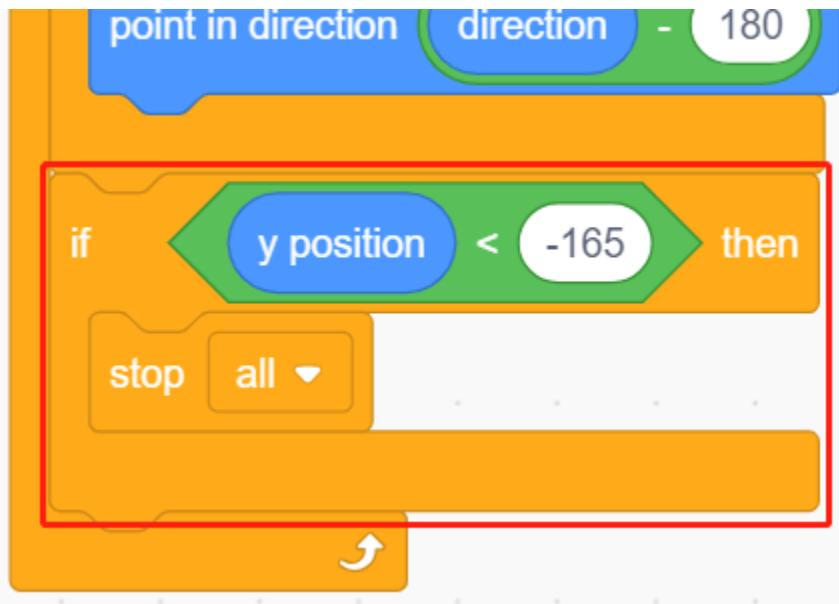 point in direction direction - 180
if y position < -165 then
stop all